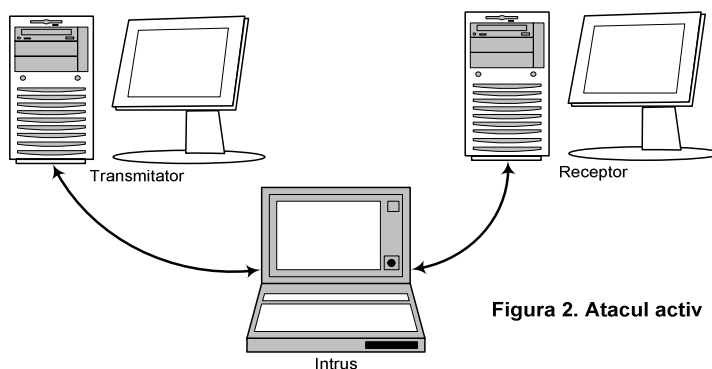 Transmitator
Receptor
Figura 2. Atacul activ
Intrus